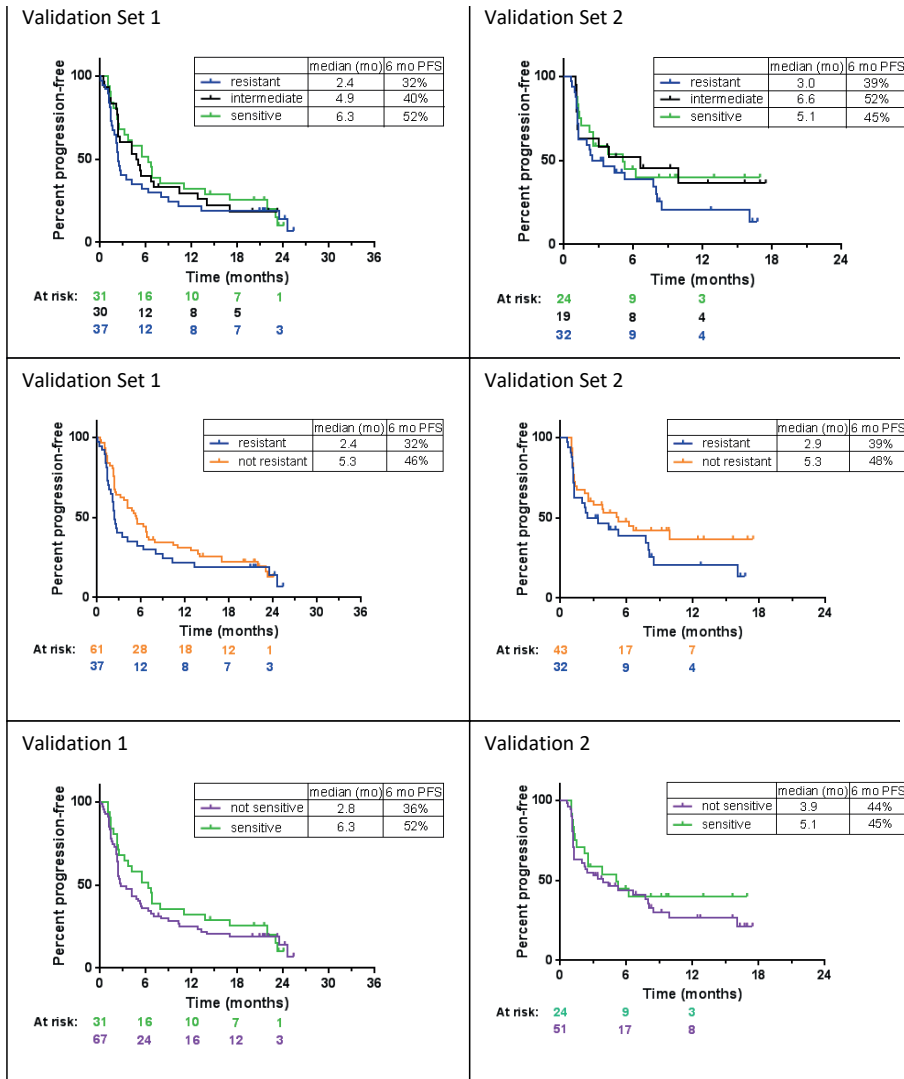 Validation Set 1
median (mo) 6 mo PFS
resistant 2.4 32%
intermediate 4.9 40%
sensitive 6.3 52%
Percent progression-free
100
50
0
0 6 12 18 24 30 36
Time (months)
At risk: 31 16 10 7 1
30 12 8 5
37 12 8 7 3
Validation Set 2
median (mo) 6 mo PFS
resistant 3.0 39%
intermediate 6.6 52%
sensitive 5.1 45%
Percent progression-free
100
50
0
0 6 12 18 24
Time (months)
At risk: 24 9 3
19 8 4
32 9 4
Validation Set 1
median (mo) 6 mo PFS
resistant 2.4 32%
not resistant 5.3 46%
Percent progression-free
100
50
0
0 6 12 18 24 30 36
Time (months)
At risk: 61 28 18 12 1
37 12 8 7 3
Validation Set 2
median (mo) 6 mo PFS
resistant 2.9 39%
not resistant 5.3 48%
Percent progression-free
100
50
0
0 6 12 18 24
Time (months)
At risk: 43 17 7
32 9 4
Validation 1
median (mo) 6 mo PFS
not sensitive 2.8 36%
sensitive 6.3 52%
Percent progression-free
100
50
0
0 6 12 18 24 30 36
Time (months)
At risk: 31 16 10 7 1
67 24 16 12 3
Validation 2
median (mo) 6 mo PFS
not sensitive 3.9 44%
sensitive 5.1 45%
Percent progression-free
100
50
0
0 6 12 18 24
Time (months)
At risk: 24 9 3
51 17 8